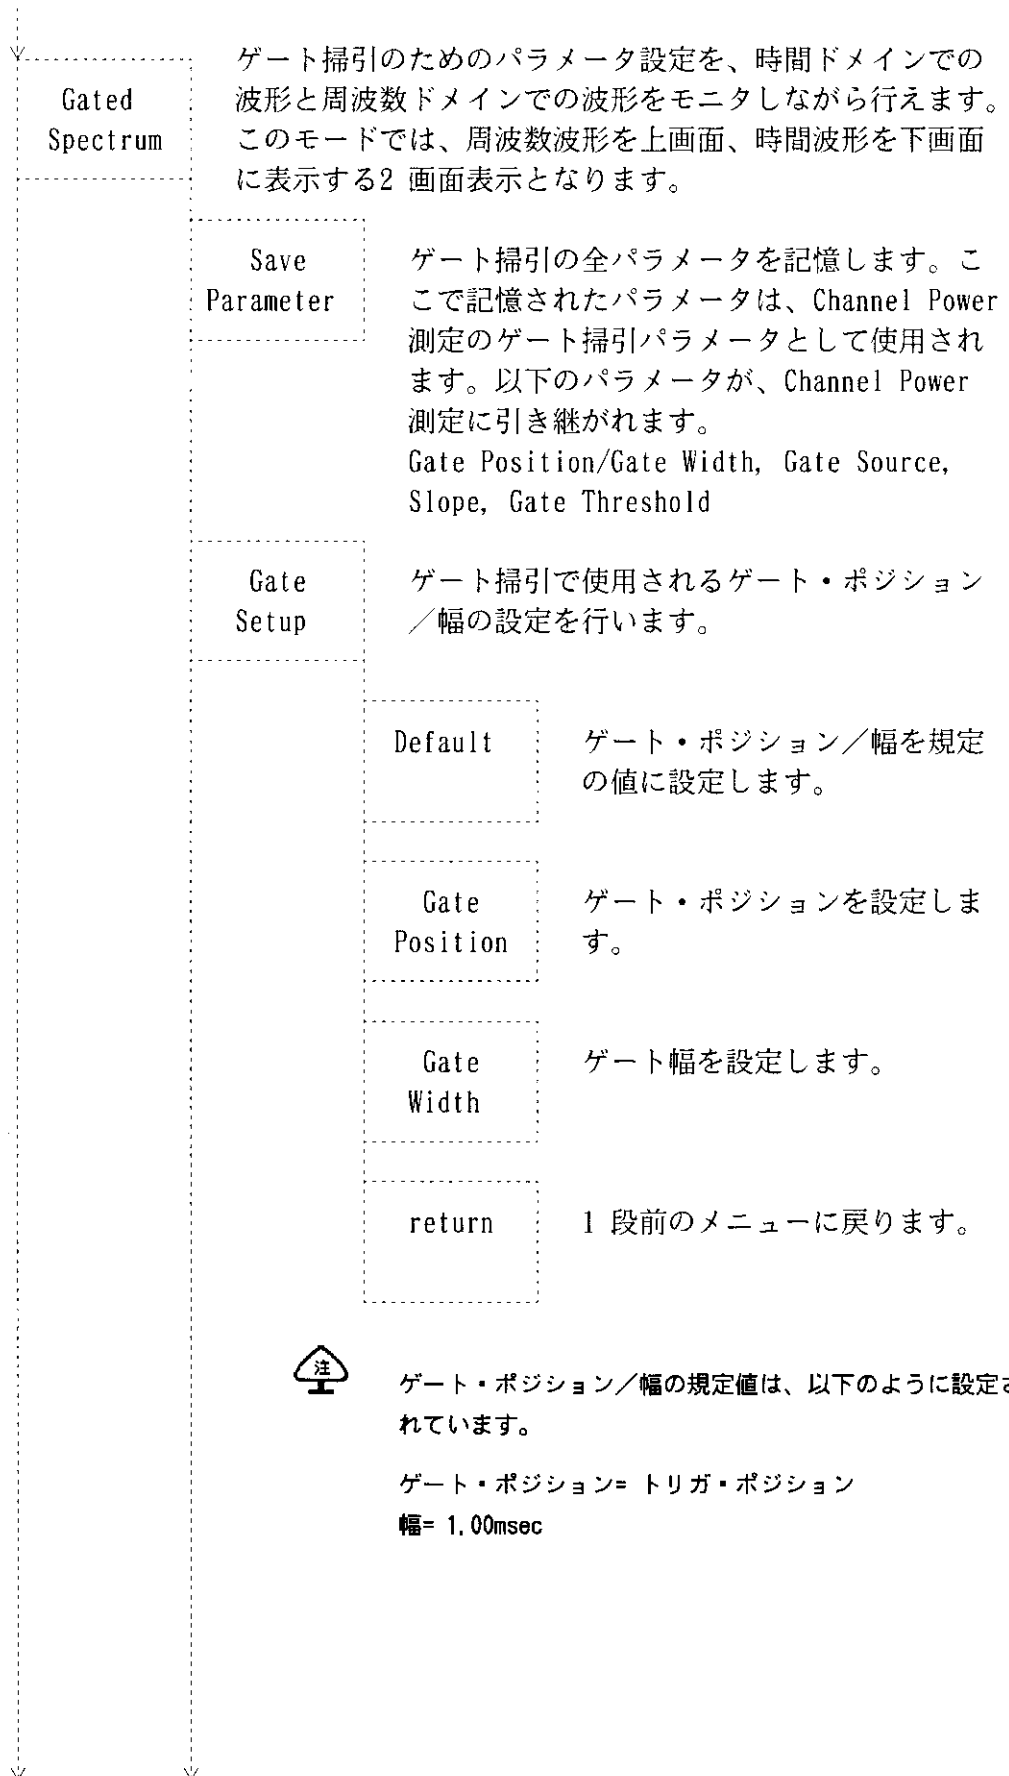 Gated
Spectrum
ゲート掃引のためのパラメータ設定を、時間ドメインでの
波形と周波数ドメインでの波形をモニタしながら行えます。
このモードでは、周波数波形を上画面、時間波形を下画面
に表示する2 画面表示となります。
Save
Parameter
ゲート掃引の全パラメータを記憶します。こ
こで記憶されたパラメータは、Channel Power
測定のゲート掃引パラメータとして使用され
ます。以下のパラメータが、Channel Power
測定に引き継がれます。
Gate Position/Gate Width, Gate Source,
Slope, Gate Threshold
Gate
Setup
ゲート掃引で使用されるゲート・ポジション
／幅の設定を行います。
Default
ゲート・ポジション／幅を規定
の値に設定します。
Gate
Position
ゲート・ポジションを設定しま
す。
Gate
Width
ゲート幅を設定します。
return
1 段前のメニューに戻ります。
注
ゲート・ポジション／幅の規定値は、以下のように設定さ
れています。
ゲート・ポジション= トリガ・ポジション
幅= 1.00msec